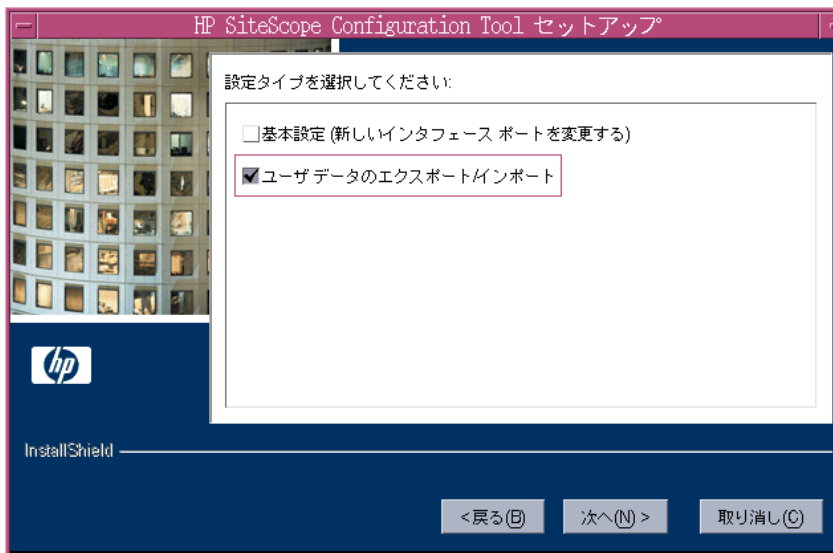 HP SiteScope Configuration Tool セットアップ
設定タイプを選択してください:
基本設定 (新しいインタフェース ポートを変更する)
ユーザ データのエクスポート/インポート
hp
InstallShield
<戻る(B)
次へ(N) >
取り消し(C)